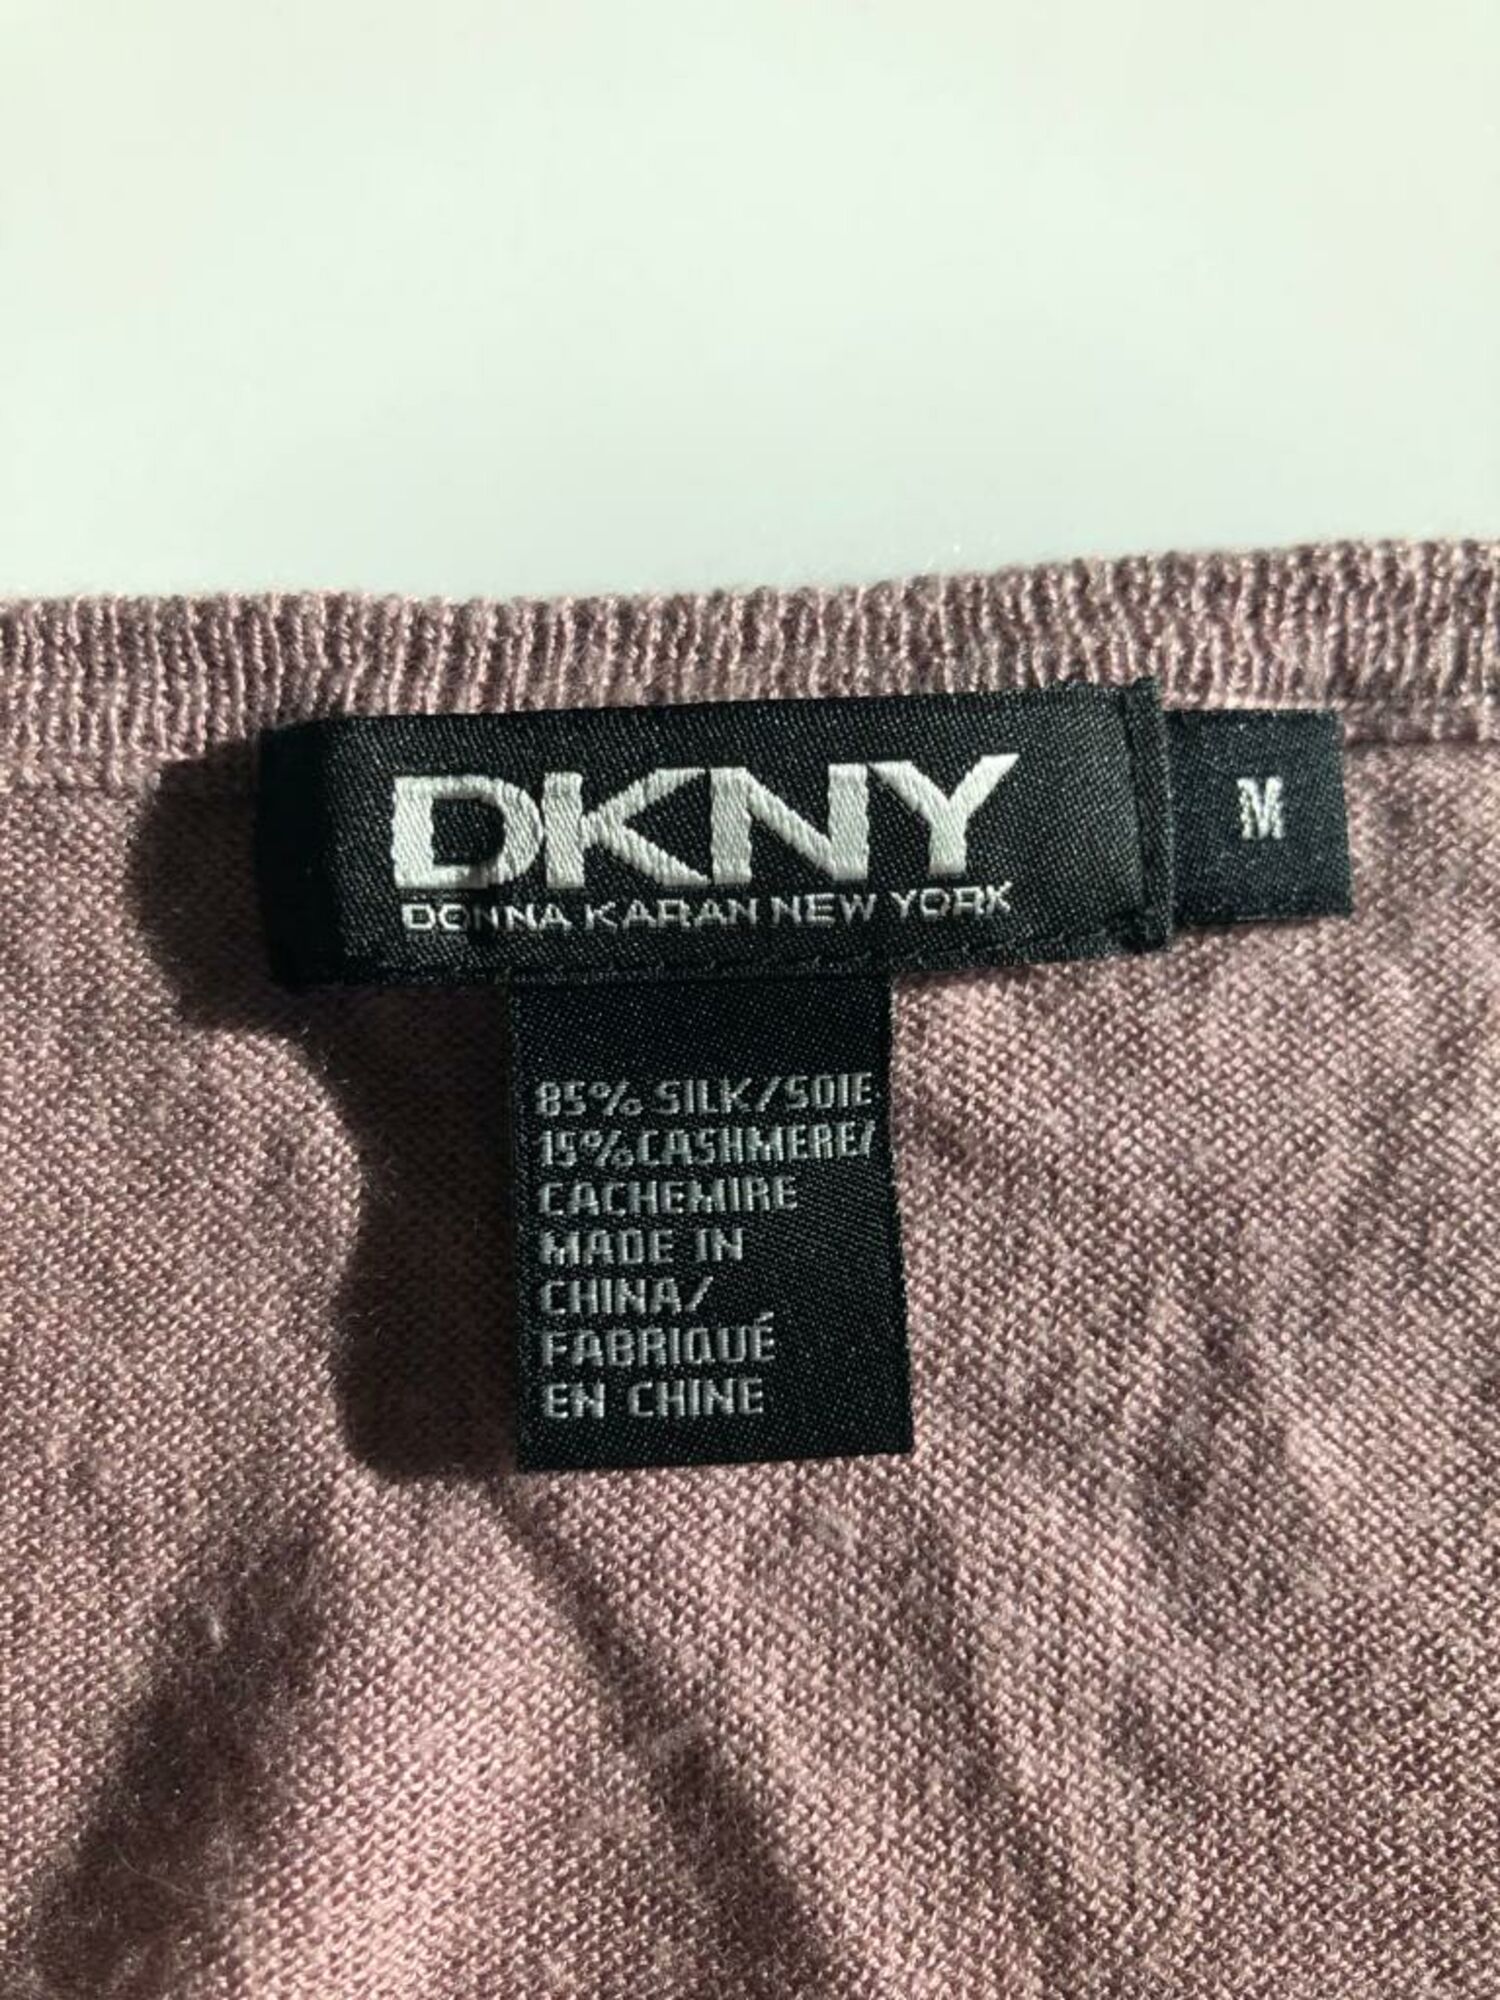 DKNY
DONNA KARAN NEW YORK
M
85% SILK/SOIE
15% CASHMERE/
CACHEMIRE
MADE IN
CHINA/
FABRIQUÉ
EN CHINE